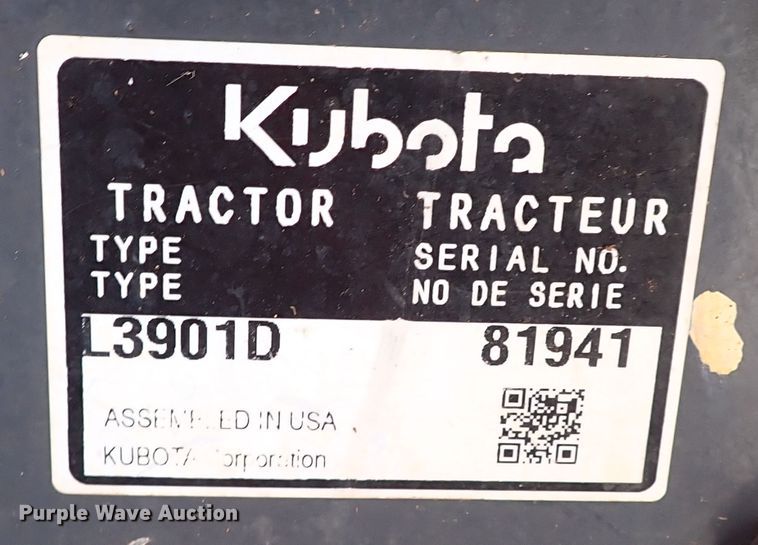 Kubota
TRACTOR TRACTEUR
TYPE SERIAL NO.
TYPE NO DE SERIE
L3901D 81941
IN USA
KUBOTA
Purple Wave Auction